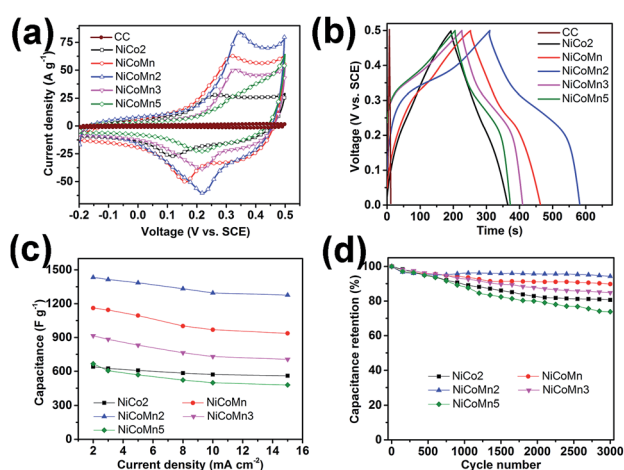 (a)
75
50
25
0
-25
-50
-0.2 -0.1 0.0 0.1 0.2 0.3 0.4 0.5
Current density (A g⁻¹)
Voltage (V vs. SCE)
CC
NiCo2
NiCoMn
NiCoMn2
NiCoMn3
NiCoMn5
(b)
0.5
0.4
0.3
0.2
0.1
0.0
0 100 200 300 400 500 600
Voltage (V vs. SCE)
Time (s)
CC
NiCo2
NiCoMn
NiCoMn2
NiCoMn3
NiCoMn5
(c)
1500
1200
900
600
300
0
2 4 6 8 10 12 14 16
Capacitance (F g⁻¹)
Current density (mA cm⁻²)
NiCo2 NiCoMn
NiCoMn2 NiCoMn3
NiCoMn5
(d)
100
80
60
40
20
0
0 500 1000 1500 2000 2500 3000
Capacitance retention (%)
Cycle number
NiCo2 NiCoMn
NiCoMn2 NiCoMn3
NiCoMn5